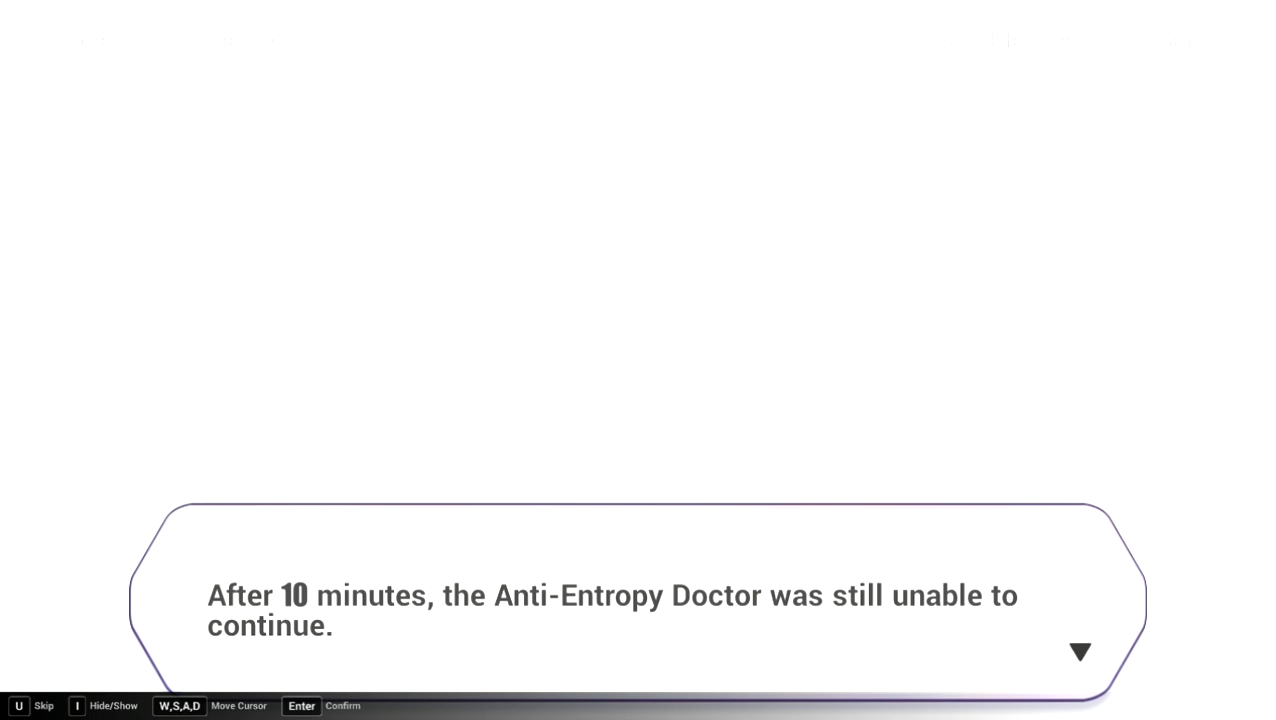 After 10 minutes, the Anti-Entropy Doctor was still unable to
continue.
U Skip I Hide/Show W,S,A,D Move Cursor Enter Confirm